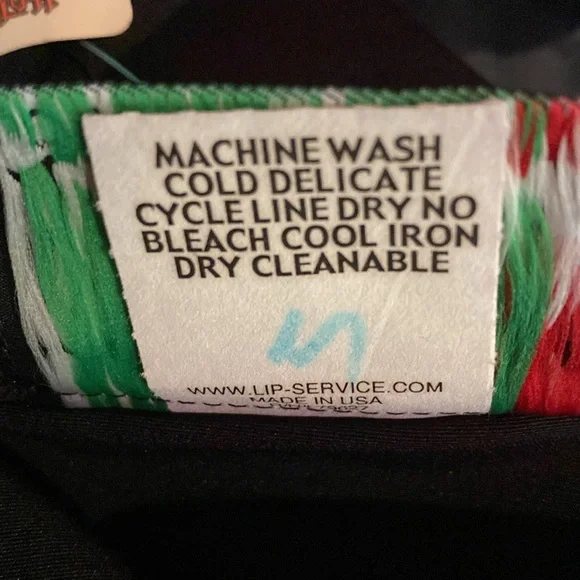 MACHINE WASH
COLD DELICATE
CYCLE LINE DRY NO
BLEACH COOL IRON
DRY CLEANABLE
WWW.LIP-SERVICE.COM
MADE IN USA